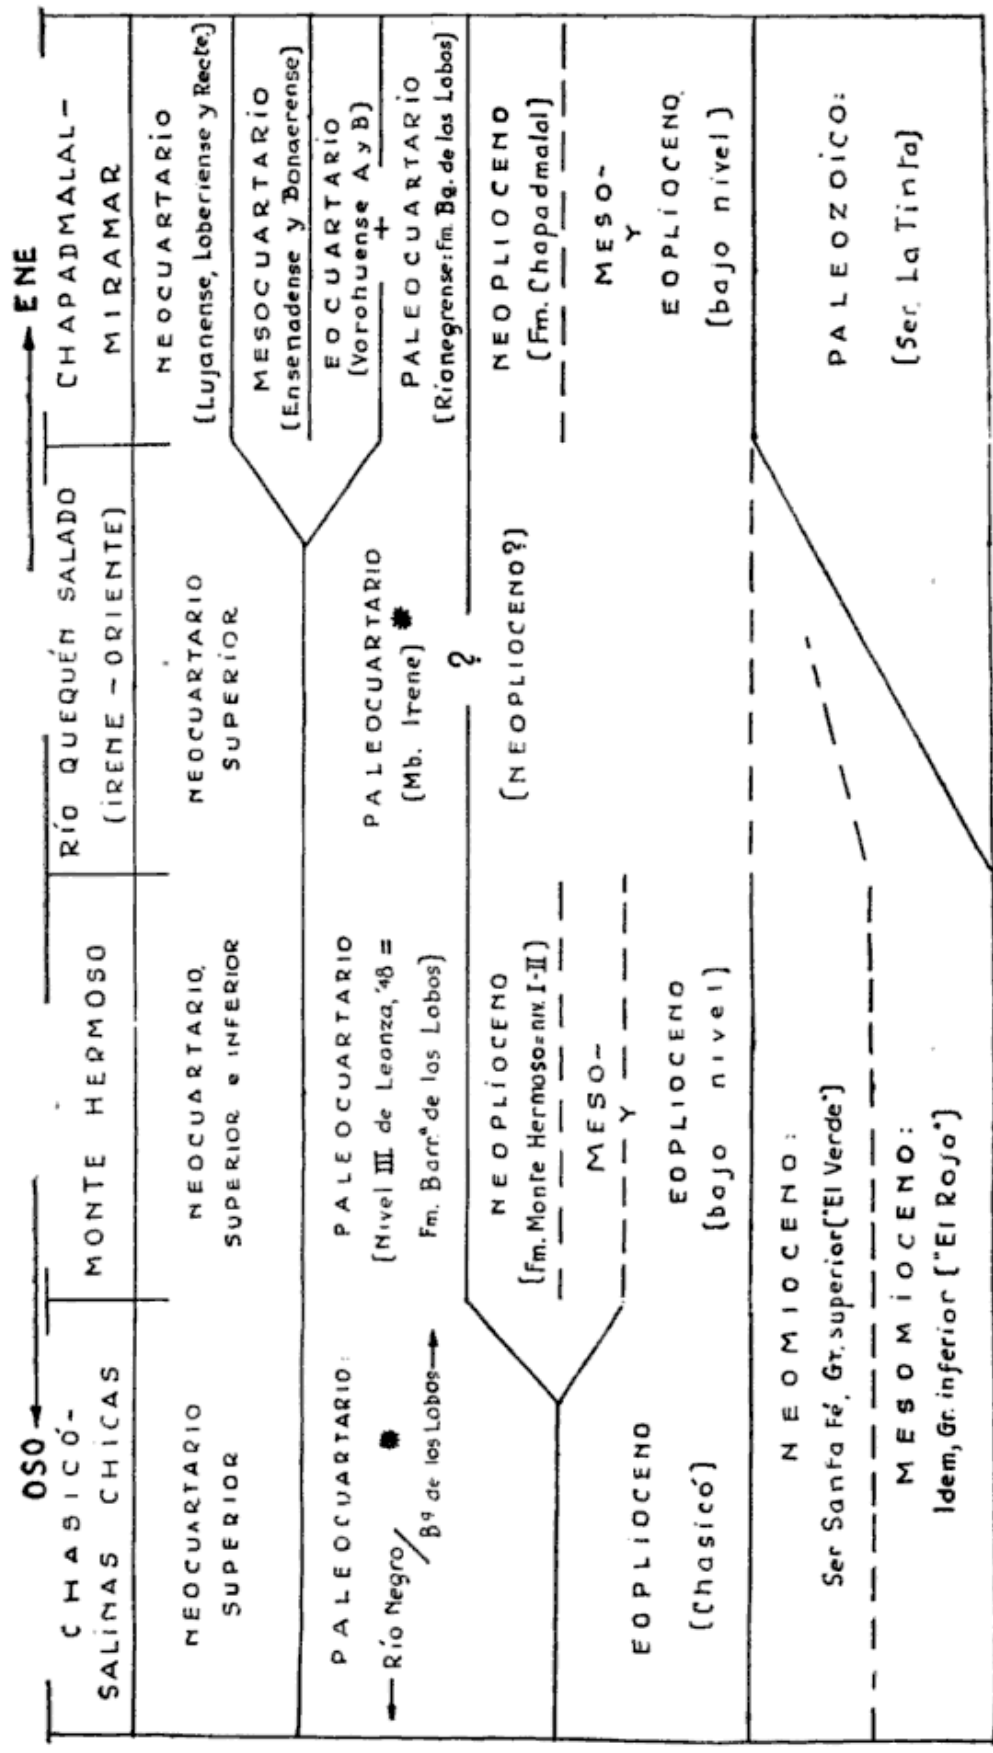 OSO
ENE
CHASICÓ-
SALINAS CHICAS
MONTE HERMOSO
RÍO QUEQUÉN SALADO
(IRENE-ORIENTE)
CHAPADMALAL-
MIRAMAR
NEOCUARTARIO
SUPERIOR
NEOCUARTARIO,
SUPERIOR e INFERIOR
NEOCUARTARIO
SUPERIOR
NEOCUARTARIO
(Lujanense, Loberiense y Recte.)
MESOCUARTARIO
(Ensenadense y Bonaerense)
EOCUARTARIO
(Vorohuense A y B)
+
PALEOCUARTARIO
(Rionegrense: Fm. Bq. de los Lobos)
PALEOCUARTARIO:
Río Negro/
Bª de los Lobos
PALEOCUARTARIO
(Nivel III de Leanza, '48 =
Fm. Barr.ª de los Lobos)
PALEOCUARTARIO
(Mb. Irene)
?
NEOPLIOCENO
(Fm. Monte Hermoso = niv. I-II)
(NEOPLIOCENO?)
NEOPLIOCENO
(Fm. Chapadmalal)
EOPLIOCENO
(Chasicó)
MESO-
Y
EOPLIOCENO
(bajo nivel)
MESO-
Y
EOPLIOCENO
(bajo nivel)
NEOMIOCENO:
Ser Santa Fé, Gr. superior ("El Verde")
MESOMIOCENO:
Idem, Gr. inferior ("El Rojo")
PALEOZOICO:
(Ser. La Tinta)